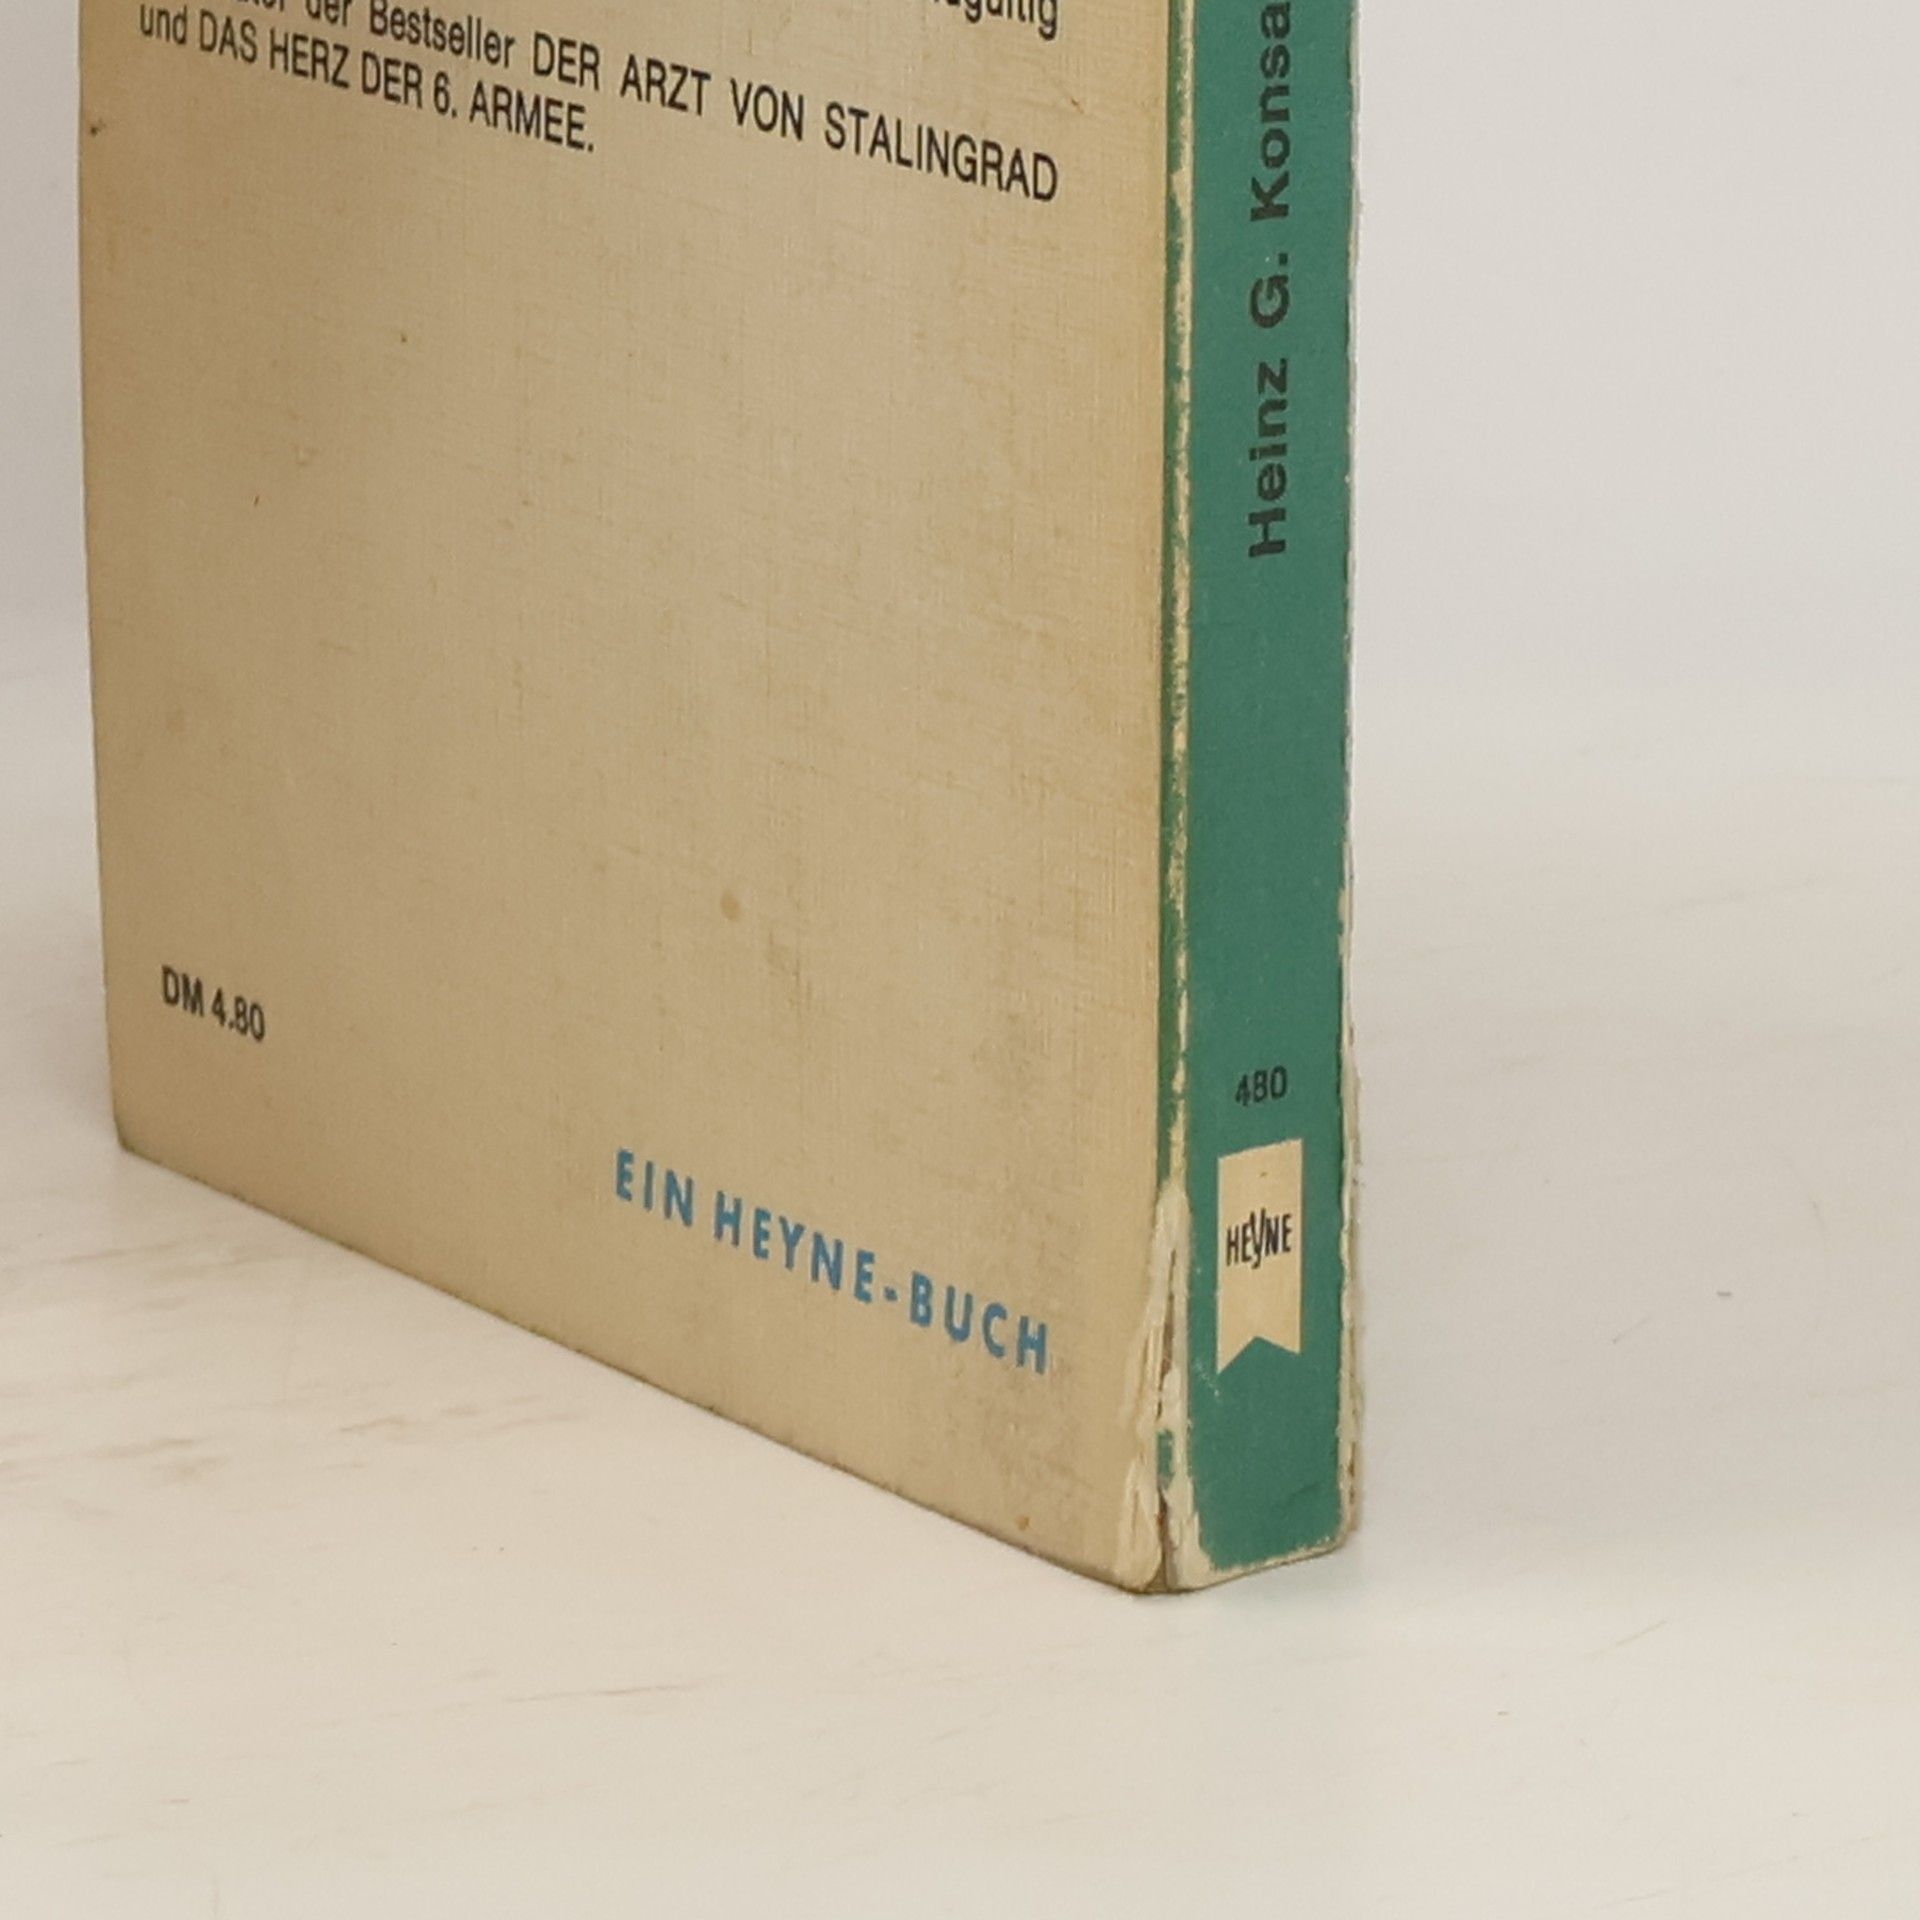 der Bestseller DER ARZT VON STALINGRAD
und DAS HERZ DER 6. ARMEE.
DM 4.80
EIN HEYNE-BUCH
Heinz G. Konsa
480
HEYNE